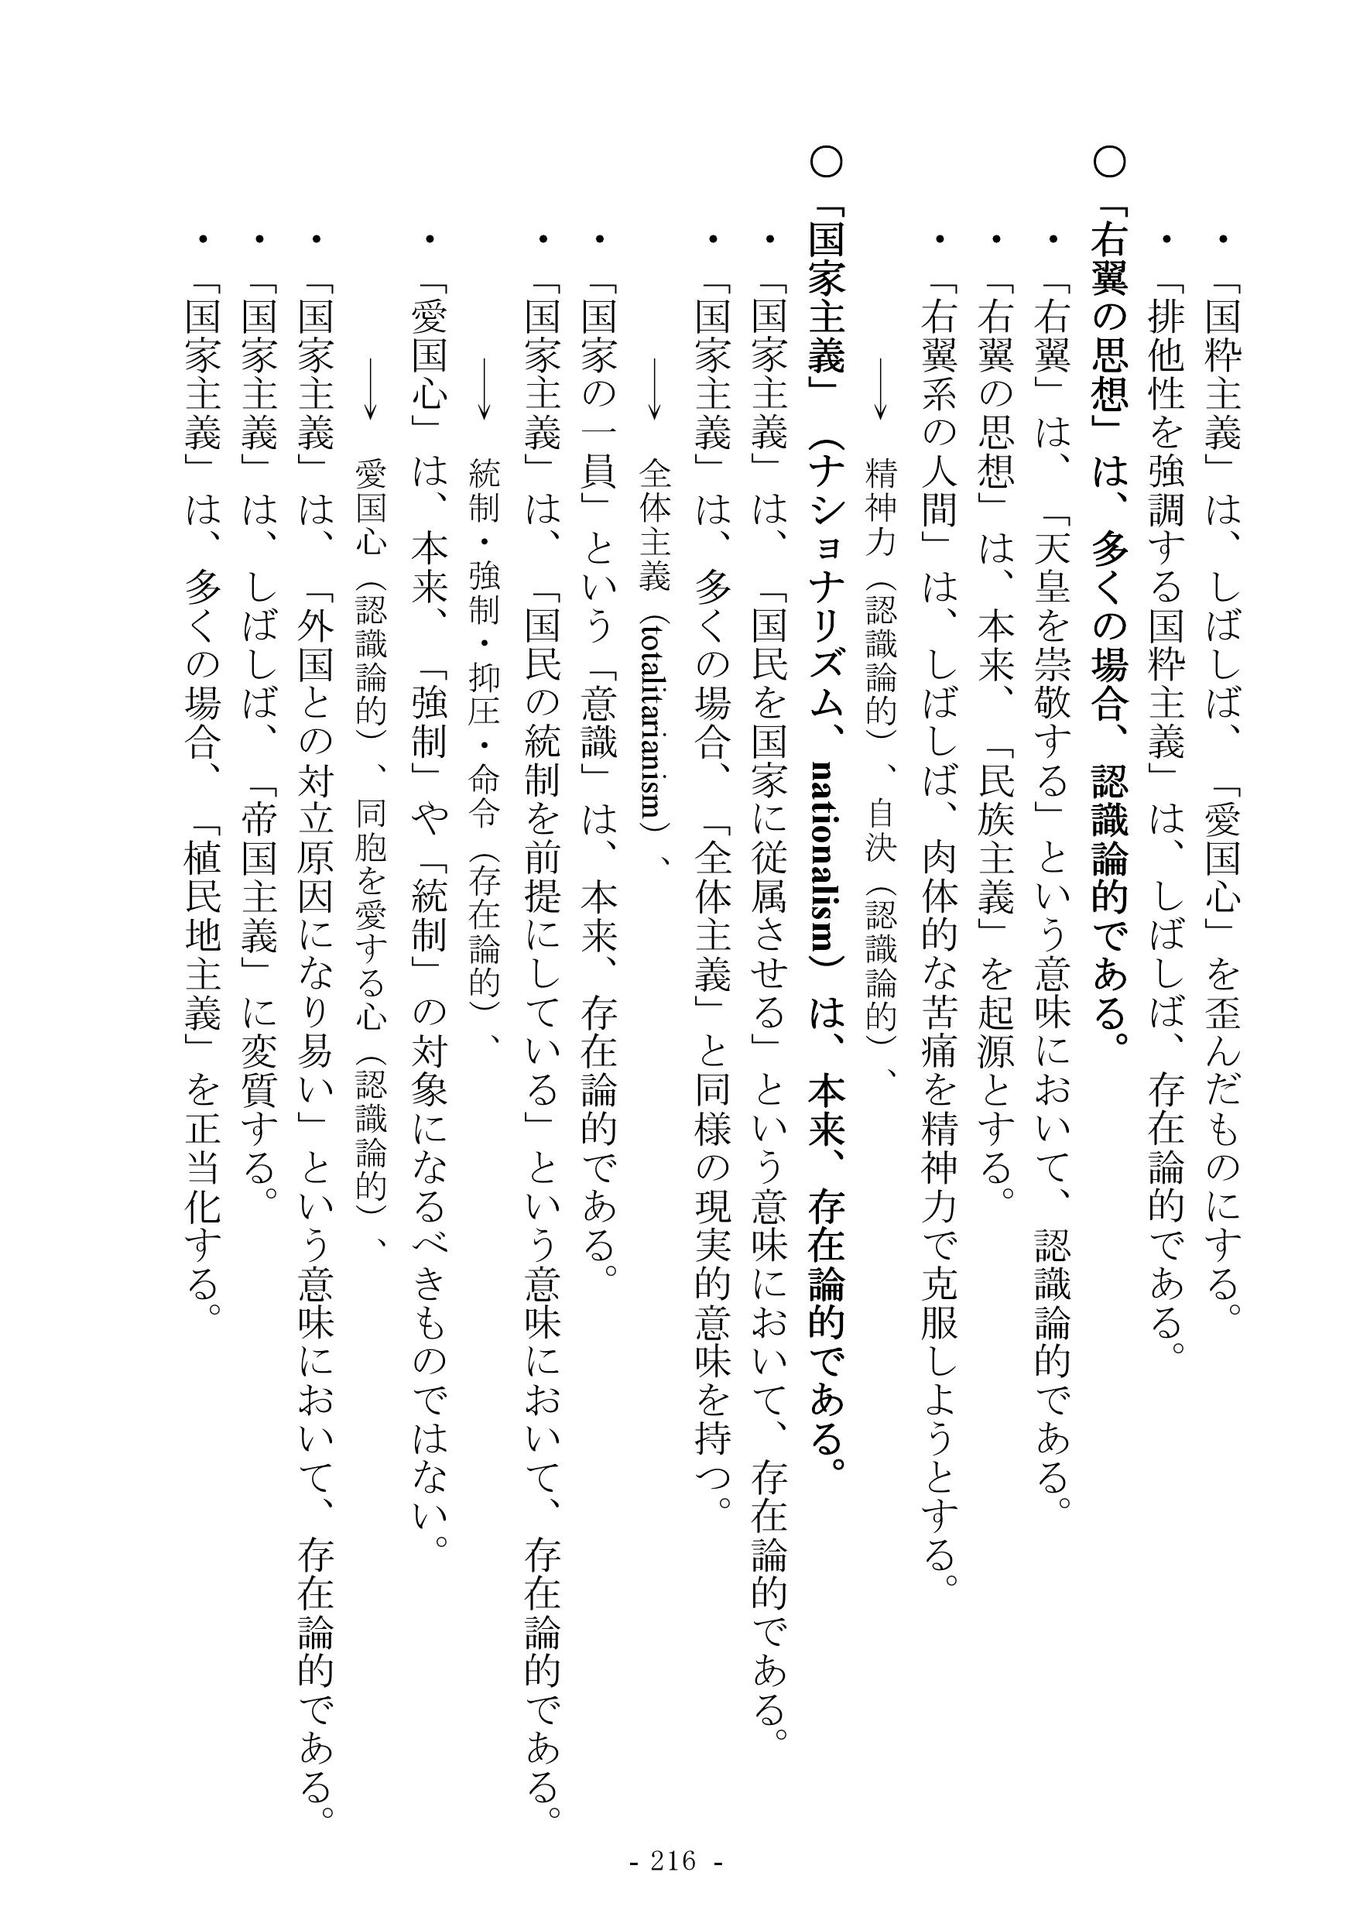 ・「国粋主義」は、しばしば、「愛国心」を歪んだものにする。
・「排他性を強調する国粋主義」は、しばしば、存在論的である。
○「右翼の思想」は、多くの場合、認識論的である。
・「右翼」は、「天皇を崇敬する」という意味において、認識論的である。
・「右翼の思想」は、本来、「民族主義」を起源とする。
・「右翼系の人間」は、しばしば、肉体的な苦痛を精神力で克服しようとする。
→ 精神力（認識論的）、自決（認識論的）、
○「国家主義」（ナショナリズム、nationalism）は、本来、存在論的である。
・「国家主義」は、「国民を国家に従属させる」という意味において、存在論的である。
・「国家主義」は、多くの場合、「全体主義」と同様の現実的意味を持つ。
→ 全体主義（totalitarianism）、
・「国家の一員」という「意識」は、本来、存在論的である。
・「国家主義」は、「国民の統制を前提にしている」という意味において、存在論的である。
→ 統制・強制・抑圧・命令（存在論的）、
・「愛国心」は、本来、「強制」や「統制」の対象になるべきものではない。
→ 愛国心（認識論的）、同胞を愛する心（認識論的）、
・「国家主義」は、「外国との対立原因になり易い」という意味において、存在論的である。
・「国家主義」は、しばしば、「帝国主義」に変質する。
・「国家主義」は、多くの場合、「植民地主義」を正当化する。
- 216 -